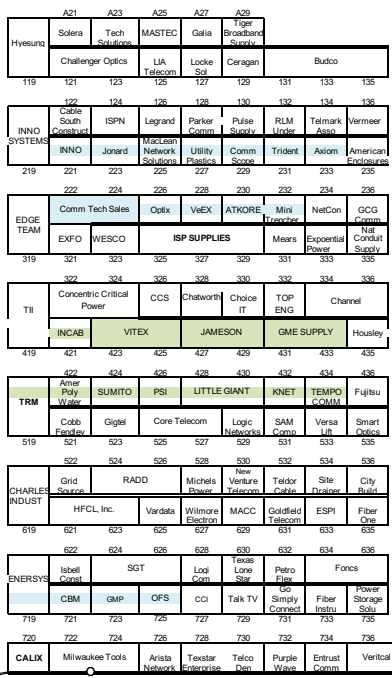 A21 A23 A25 A27 A29
Hyesung
Solera Tech Solutions MASTEC Galia Tiger Broadband Supply
Challenger Optics LIA Telecom Locke Sol Ceragan Budco
119 121 123 125 127 129 131 133 135
122 124 126 128 130 132 134 136
INNO SYSTEMS
Cable South Construct ISPN Legrand Parker Comm Pulse Supply RLM Under Telmark Asso Vermeer
INNO Jonard MacLean Network Solutions Utility Plastics Comm Scope Trident Axiom American Enclosures
219 221 223 225 227 229 231 233 235
222 224 226 228 230 232 234 236
EDGE TEAM
Comm Tech Sales Optix VeEX ATKORE Mini Trencher NetCon GCG Comm
EXFO WESCO ISP SUPPLIES Mears Expoential Power Nat Conduit Supply
319 321 323 325 327 329 331 333 335
322 324 326 328 330 332 334 336
TII
Concentric Critical Power CCS Chatworth Choice IT TOP ENG Channel
INCAB VITEX JAMESON GME SUPPLY Housley
419 421 423 425 427 429 431 433 435
422 424 426 428 430 432 434 436
TRM
Amer Poly Water SUMITO PSI LITTLE GIANT KNET TEMPO COMM Fujitsu
Cobb Fendley Gigtel Core Telecom Logic Networks SAM Comp Versa Lift Smart Optics
519 521 523 525 527 529 531 533 535
522 524 526 528 530 532 534 536
CHARLES INDUST
Grid Source RADD Michels Power New Venture Telecom Teldor Cable Site Drainer City Build
HFCL, Inc. Vardata Wilmore Electron MACC Goldfield Telecom ESPI Fiber One
619 621 623 625 627 629 631 633 635
622 624 626 628 630 632 634 636
ENERSYS
Isbell Const SGT Logi Com Texas Lone Star Petro Flex Foncs
CBM GMP OFS CCI Talk TV Go Simply Connect Fiber Instru Power Storage Solu
719 721 723 725 727 729 731 733 735
720 722 724 726 728 730 732 734 736
CALIX Milwaukee Tools Arista Network Texstar Enterprise Telco Den Purple Wave Entrust Comm Veritcal